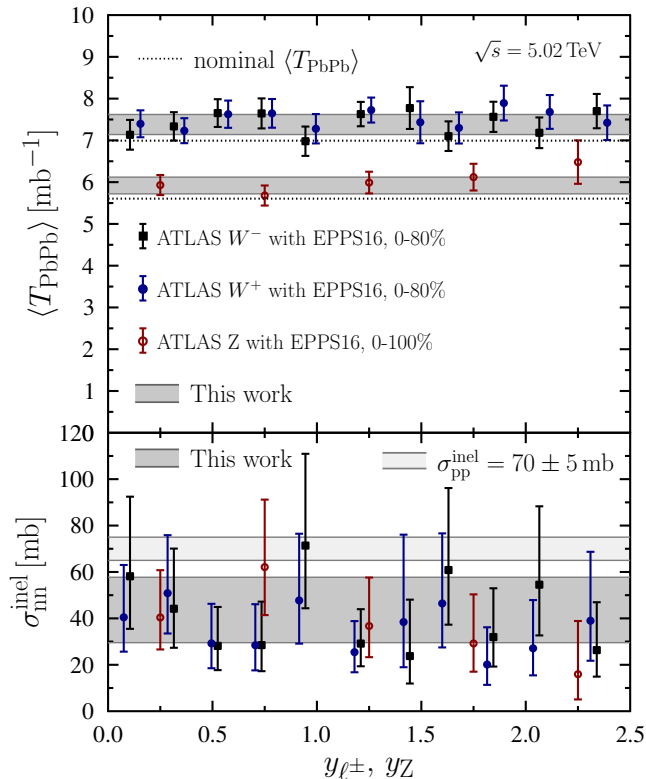 10
9
8
7
6
5
4
3
2
1
⟨T_PbPb⟩ [mb⁻¹]
nominal ⟨T_PbPb⟩
√s = 5.02 TeV
ATLAS W⁻ with EPPS16, 0-80%
ATLAS W⁺ with EPPS16, 0-80%
ATLAS Z with EPPS16, 0-100%
This work
120
100
80
60
40
20
0
σ_nn^inel [mb]
This work
σ_pp^inel = 70 ± 5 mb
0.0 0.5 1.0 1.5 2.0 2.5
y_ℓ±, y_Z